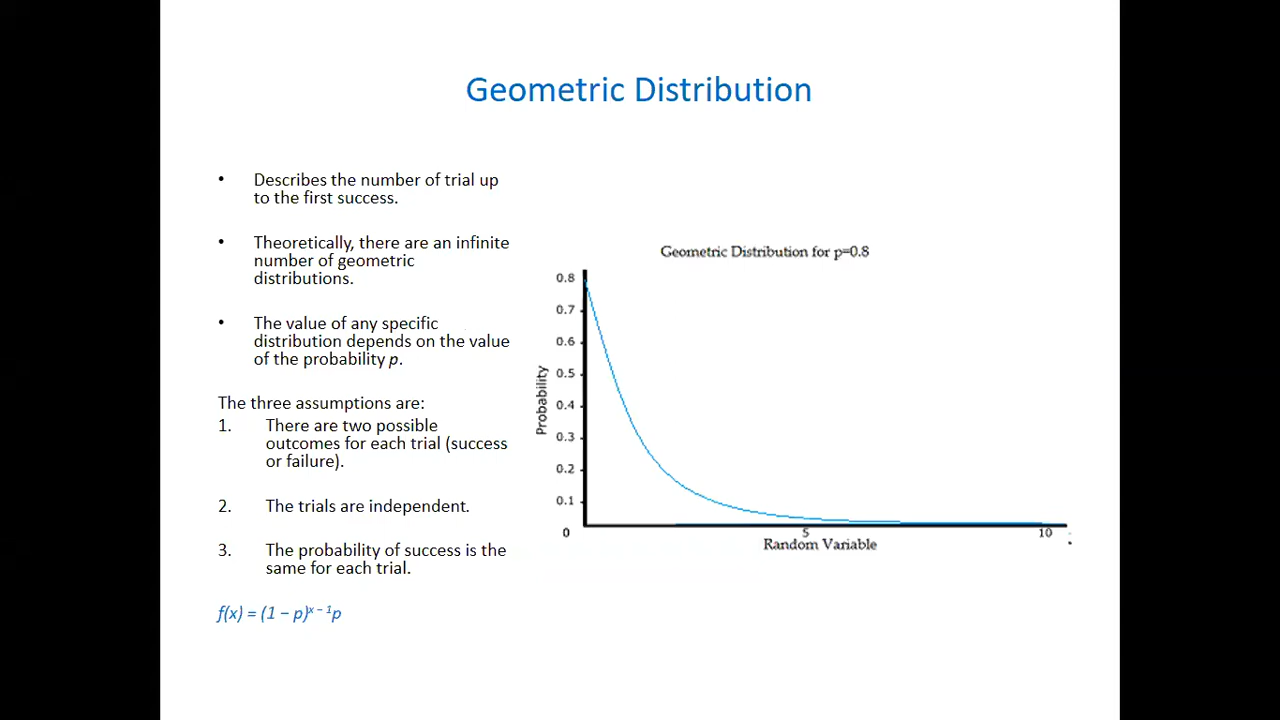 Geometric Distribution
• Describes the number of trial up
to the first success.
• Theoretically, there are an infinite
number of geometric
distributions.
• The value of any specific
distribution depends on the value
of the probability p.
The three assumptions are:
1. There are two possible
outcomes for each trial (success
or failure).
2. The trials are independent.
3. The probability of success is the
same for each trial.
f(x) = (1 − p)ˣ⁻¹p
Geometric Distribution for p=0.8
0.8
0.7
0.6
0.5
0.4
0.3
0.2
0.1
0
Probability
5
10
Random Variable